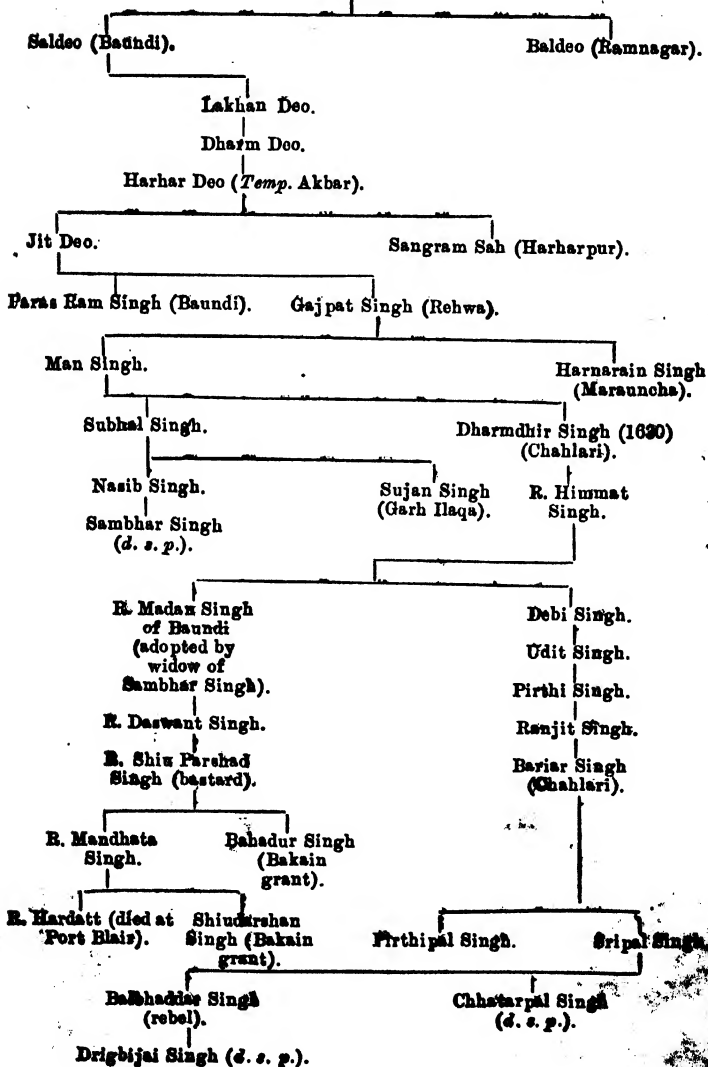 Saldeo (Baundi).
Baldeo (Ramnagar).
Lakhan Deo.
Dharm Deo.
Harhar Deo (Temp. Akbar).
Jit Deo.
Sangram Sah (Harharpur).
Paras Ram Singh (Baundi).
Gajpat Singh (Rehwa).
Man Singh.
Harnarain Singh
(Marauncha).
Subhal Singh.
Dharmdhir Singh (1630)
(Chahlari).
Nasib Singh.
Sujan Singh
(Garh Ilaqa).
R. Himmat
Singh.
Sambhar Singh
(d. s. p.).
R. Madan Singh
of Baundi
(adopted by
widow of
Sambhar Singh).
Debi Singh.
Udit Singh.
Pirthi Singh.
R. Daswant Singh.
Ranjit Singh.
R. Shiu Parshad
Singh (bastard).
Bariar Singh
(Chahlari).
R. Mandhata
Singh.
Bahadur Singh
(Bakain
grant).
R. Hardatt (died at
Port Blair).
Shiudarshan
Singh (Bakain
grant).
Pirthipal Singh.
Sripal Singh
Balbhaddar Singh
(rebel).
Chhatarpal Singh
(d. s. p.).
Drigbijai Singh (d. s. p.).